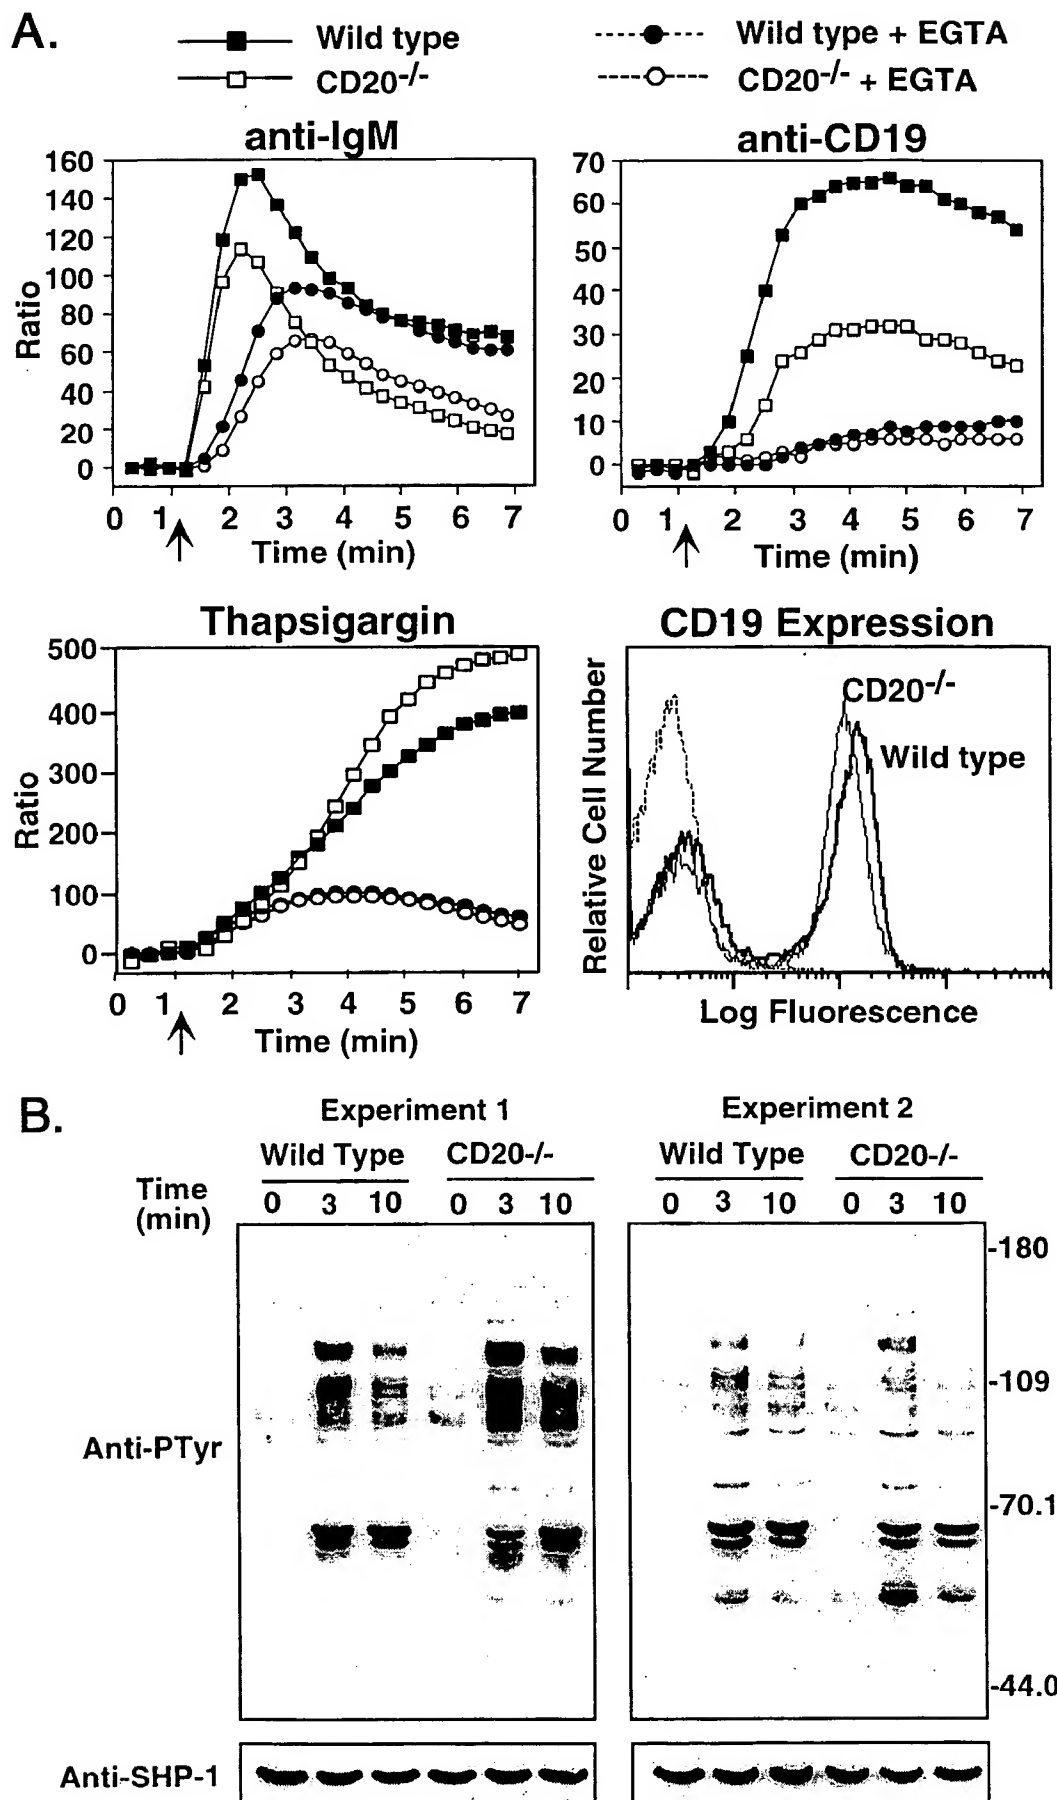 A.
Wild type
Wild type + EGTA
CD20-/-
CD20-/- + EGTA
anti-IgM
anti-CD19
Ratio
160
140
120
100
80
60
40
20
0
0 1 2 3 4 5 6 7
Time (min)
70
60
50
40
30
20
10
0
0 1 2 3 4 5 6 7
Time (min)
Thapsigargin
CD19 Expression
Ratio
500
400
300
200
100
0
0 1 2 3 4 5 6 7
Time (min)
Relative Cell Number
CD20-/-
Wild type
Log Fluorescence
B.
Experiment 1
Experiment 2
Wild Type CD20-/-
Wild Type CD20-/-
Time
(min)
0 3 10 0 3 10
0 3 10 0 3 10
-180
-109
Anti-PTyr
-70.1
-44.0
Anti-SHP-1